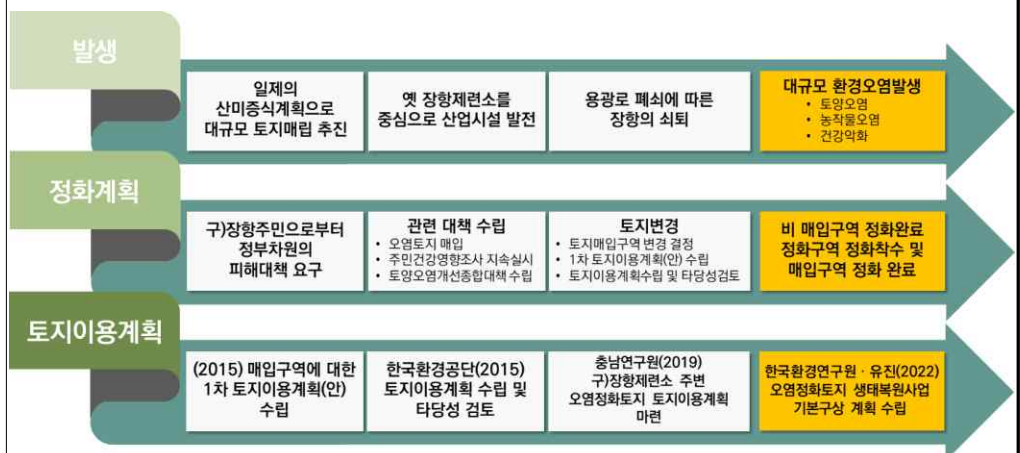 발생
일제의
산미증식계획으로
대규모 토지매립 추진
옛 장항제련소를
중심으로 산업시설 발전
용광로 폐쇄에 따른
장항의 쇠퇴
대규모 환경오염발생
• 토양오염
• 농작물오염
• 건강악화
정화계획
구)장항주민으로부터
정부차원의
피해대책 요구
관련 대책 수립
• 오염토지 매입
• 주민건강영향조사 지속실시
• 토양오염개선종합대책 수립
토지변경
• 토지매입구역 변경 결정
• 1차 토지이용계획(안) 수립
• 토지이용계획수립 및 타당성검토
비 매입구역 정화완료
정화구역 정화착수 및
매입구역 정화 완료
토지이용계획
(2015) 매입구역에 대한
1차 토지이용계획(안)
수립
한국환경공단(2015)
토지이용계획 수립 및
타당성 검토
충남연구원(2019)
구)장항제련소 주변
오염정화토지 토지이용계획
마련
한국환경연구원 · 유진(2022)
오염정화토지 생태복원사업
기본구상 계획 수립